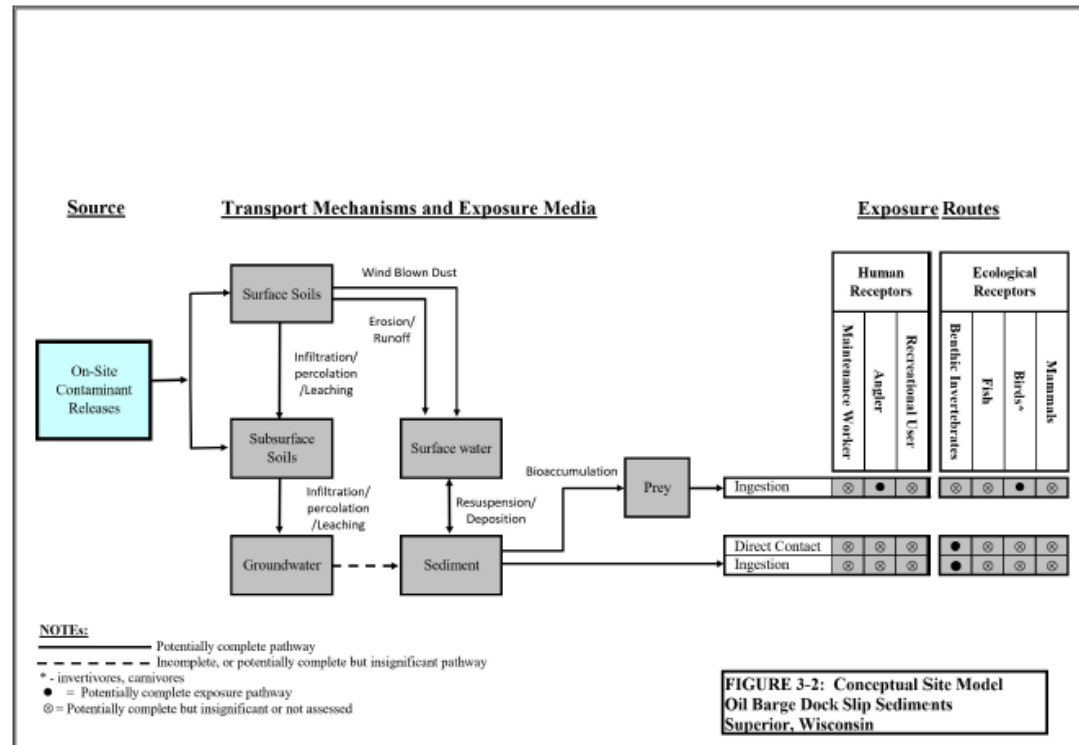 Source
Transport Mechanisms and Exposure Media
Exposure Routes
Human
Receptors
Ecological
Receptors
Maintenance Worker
Angler
Recreational User
Benthic Invertebrates
Fish
Birds*
Mammals
On-Site
Contaminant
Releases
Surface Soils
Wind Blown Dust
Erosion/
Runoff
Infiltration/
percolation
/Leaching
Subsurface
Soils
Surface water
Infiltration/
percolation
/Leaching
Resuspension/
Deposition
Bioaccumulation
Prey
Groundwater
Sediment
Ingestion ⊗ ● ⊗ ⊗ ⊗ ● ⊗
Direct Contact ⊗ ⊗ ⊗ ● ⊗ ⊗ ⊗
Ingestion ⊗ ⊗ ⊗ ● ⊗ ⊗ ⊗
NOTEs:
Potentially complete pathway
Incomplete, or potentially complete but insignificant pathway
* - invertivores, carnivores
● = Potentially complete exposure pathway
⊗ = Potentially complete but insignificant or not assessed
FIGURE 3-2: Conceptual Site Model
Oil Barge Dock Slip Sediments
Superior, Wisconsin